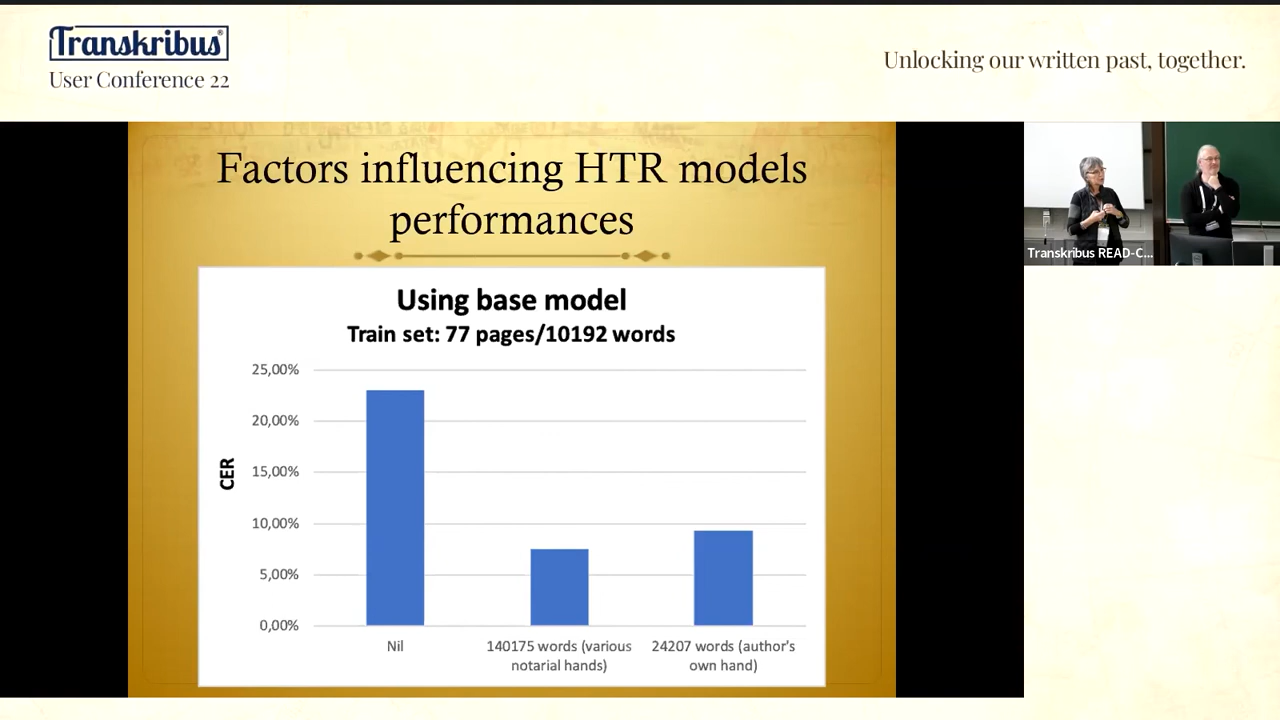 Transkribus®
User Conference 22
Unlocking our written past, together.
Factors influencing HTR models
performances
Using base model
Train set: 77 pages/10192 words
25,00%
20,00%
15,00%
10,00%
5,00%
0,00%
CER
Nil
140175 words (various
notarial hands)
24207 words (author's
own hand)
Transkribus READ-C...